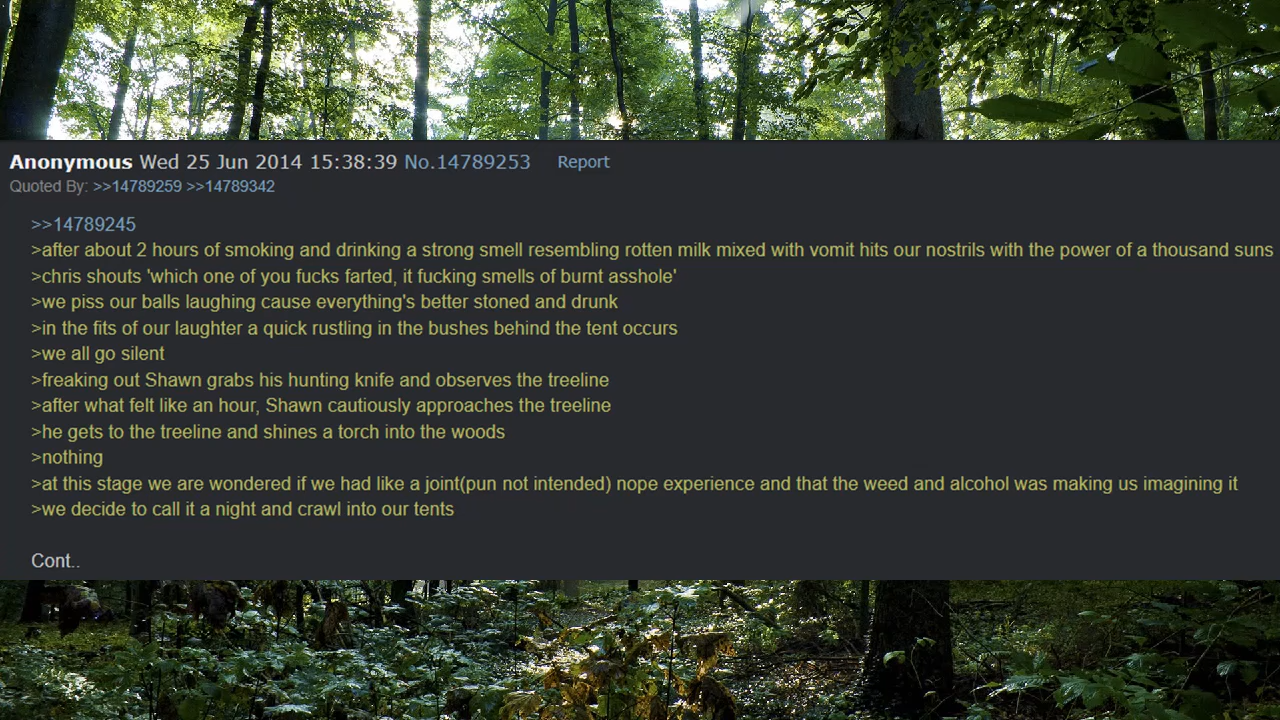 Anonymous Wed 25 Jun 2014 15:38:39 No.14789253 Report
Quoted By: >>14789259 >>14789342
>>14789245
>after about 2 hours of smoking and drinking a strong smell resembling rotten milk mixed with vomit hits our nostrils with the power of a thousand suns
>chris shouts 'which one of you fucks farted, it fucking smells of burnt asshole'
>we piss our balls laughing cause everything's better stoned and drunk
>in the fits of our laughter a quick rustling in the bushes behind the tent occurs
>we all go silent
>freaking out Shawn grabs his hunting knife and observes the treeline
>after what felt like an hour, Shawn cautiously approaches the treeline
>he gets to the treeline and shines a torch into the woods
>nothing
>at this stage we are wondered if we had like a joint(pun not intended) nope experience and that the weed and alcohol was making us imagining it
>we decide to call it a night and crawl into our tents
Cont..